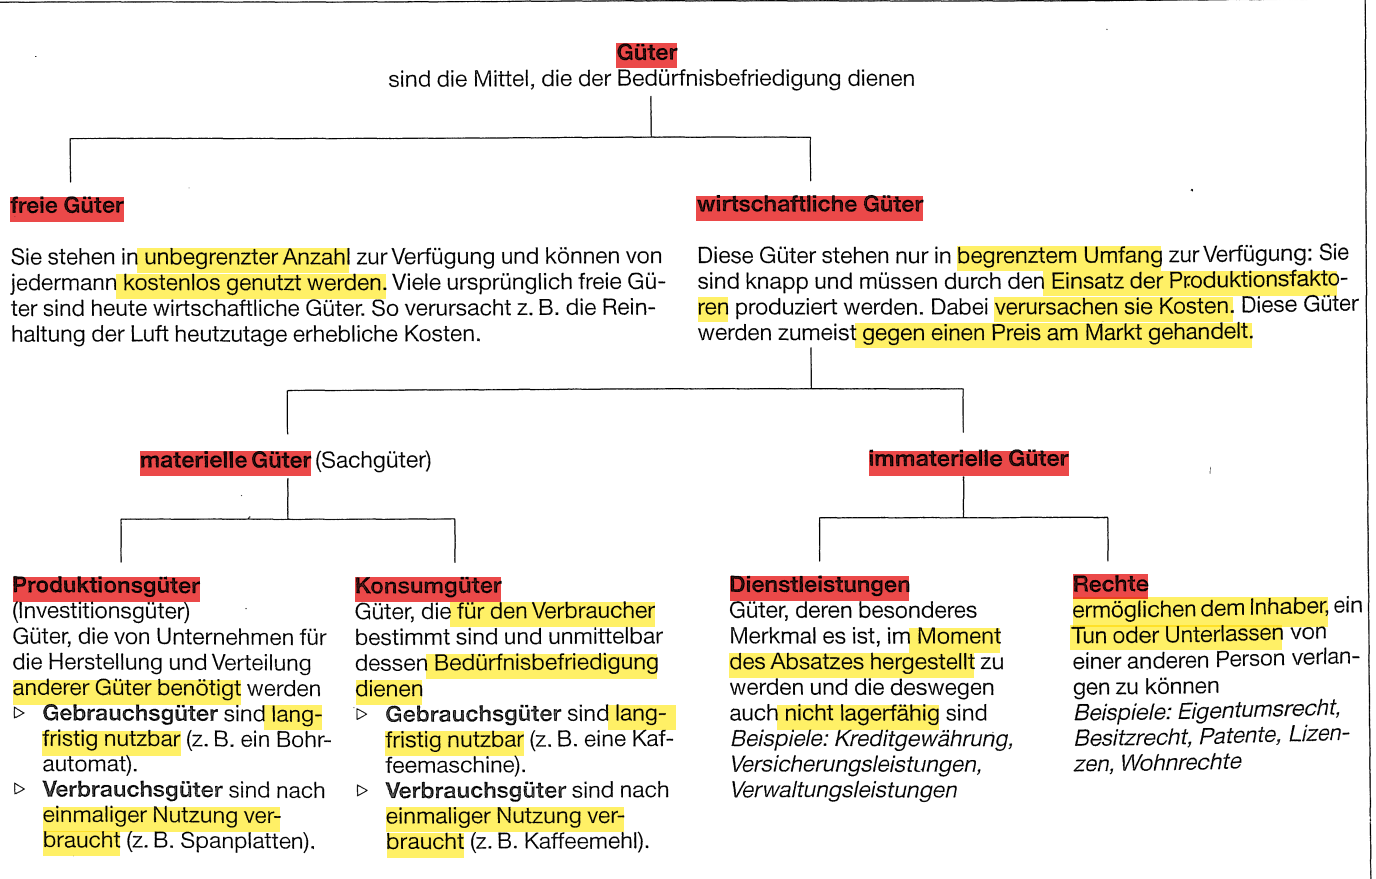 Güter
sind die Mittel, die der Bedürfnisbefriedigung dienen
freie Güter
Sie stehen in unbegrenzter Anzahl zur Verfügung und können von
jedermann kostenlos genutzt werden. Viele ursprünglich freie Gü-
ter sind heute wirtschaftliche Güter. So verursacht z. B. die Rein-
haltung der Luft heutzutage erhebliche Kosten.
wirtschaftliche Güter
Diese Güter stehen nur in begrenztem Umfang zur Verfügung: Sie
sind knapp und müssen durch den Einsatz der Produktionsfakto-
ren produziert werden. Dabei verursachen sie Kosten. Diese Güter
werden zumeist gegen einen Preis am Markt gehandelt.
materielle Güter (Sachgüter)
immaterielle Güter
Produktionsgüter
(Investitionsgüter)
Güter, die von Unternehmen für
die Herstellung und Verteilung
anderer Güter benötigt werden
▷ Gebrauchsgüter sind lang-
fristig nutzbar (z. B. ein Bohr-
automat).
▷ Verbrauchsgüter sind nach
einmaliger Nutzung ver-
braucht (z. B. Spanplatten).
Konsumgüter
Güter, die für den Verbraucher
bestimmt sind und unmittelbar
dessen Bedürfnisbefriedigung
dienen
▷ Gebrauchsgüter sind lang-
fristig nutzbar (z. B. eine Kaf-
feemaschine).
▷ Verbrauchsgüter sind nach
einmaliger Nutzung ver-
braucht (z. B. Kaffeemehl).
Dienstleistungen
Güter, deren besonderes
Merkmal es ist, im Moment
des Absatzes hergestellt zu
werden und die deswegen
auch nicht lagerfähig sind
Beispiele: Kreditgewährung,
Versicherungsleistungen,
Verwaltungsleistungen
Rechte
ermöglichen dem Inhaber, ein
Tun oder Unterlassen von
einer anderen Person verlan-
gen zu können
Beispiele: Eigentumsrecht,
Besitzrecht, Patente, Lizen-
zen, Wohnrechte